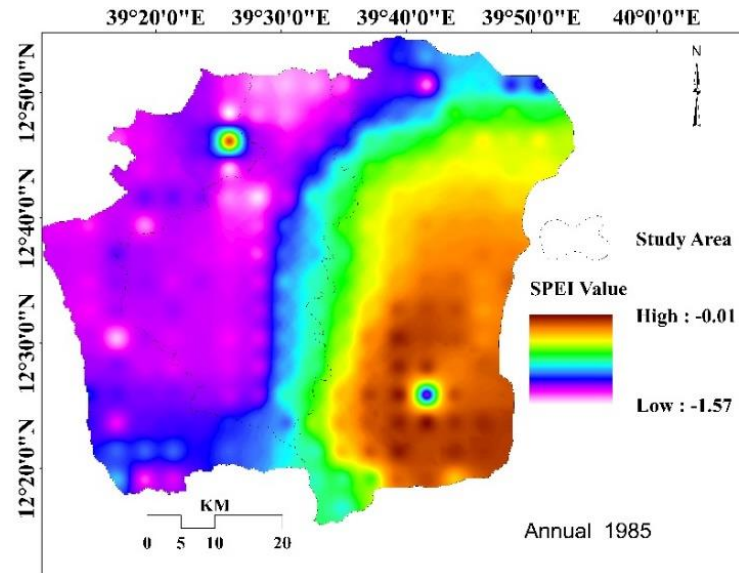 39°20'0"E 39°30'0"E 39°40'0"E 39°50'0"E 40°0'0"E
N
12°50'0"N
12°40'0"N
12°30'0"N
12°20'0"N
Study Area
SPEI Value
High : -0.01
Low : -1.57
KM
0 5 10 20
Annual 1985